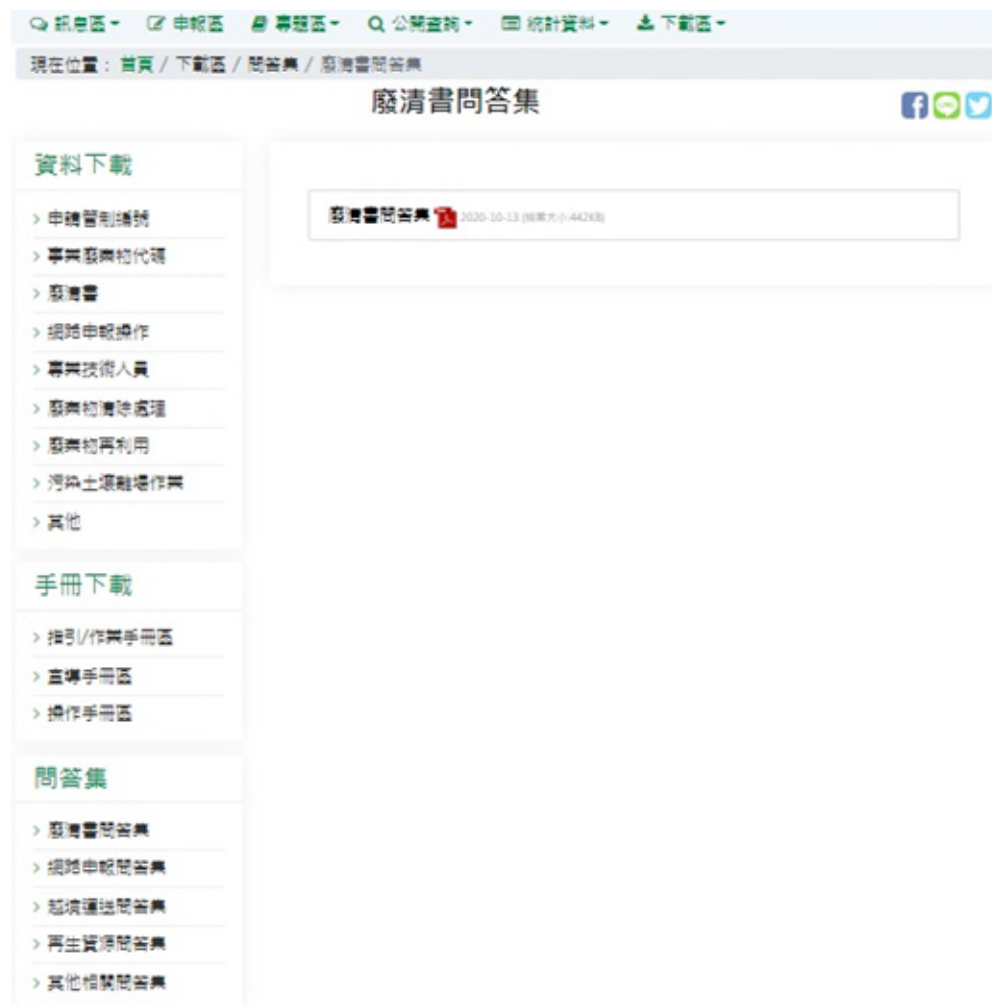 訊息區 申報區 專題區 公開查詢 統計資料 下載區
現在位置: 首頁 / 下載區 / 問答集 / 廢清書問答集
廢清書問答集
資料下載
> 申請管制編號
> 事業廢棄物代碼
> 廢清書
> 網路申報操作
> 專業技術人員
> 廢棄物清除處理
> 廢棄物再利用
> 污染土壤離場作業
> 其他
手冊下載
> 指引/作業手冊區
> 宣導手冊區
> 操作手冊區
問答集
> 廢清書問答集
> 網路申報問答集
> 越境運送問答集
> 再生資源問答集
> 其他相關問答集
廢清書問答集 2020-10-13 (檔案大小:442KB)